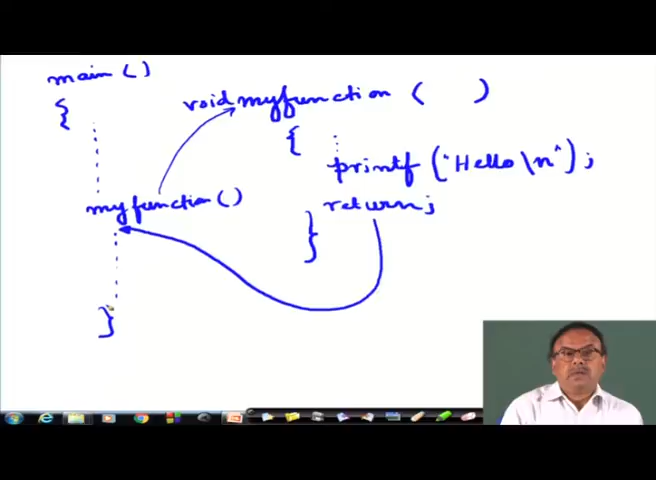 main ()
{
void myfunction ( )
{
printf ("Hello \n");
myfunction ()
return;
}
}